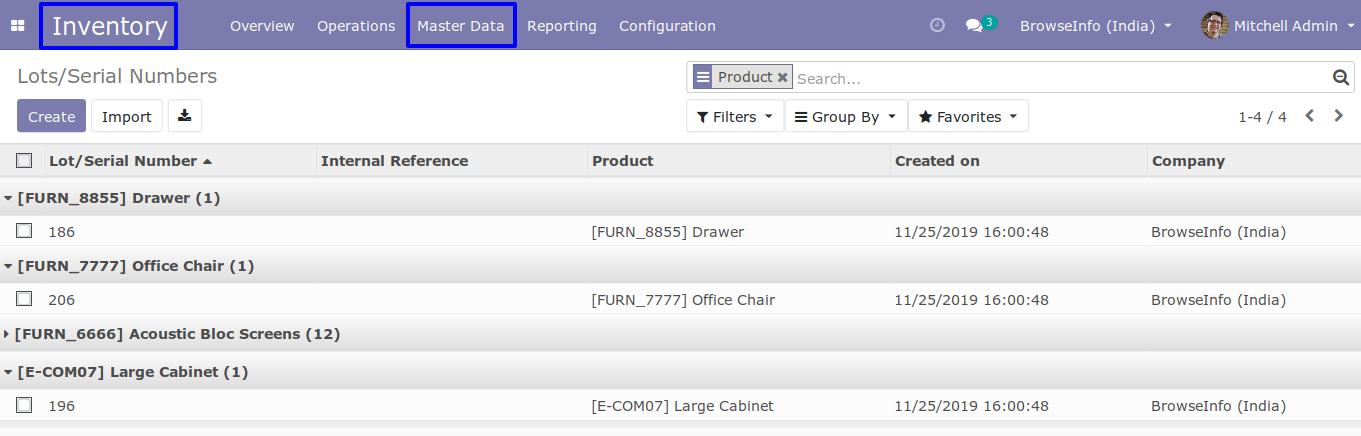 Inventory Overview Operations Master Data Reporting Configuration 3 BrowseInfo (India) Mitchell Admin
Lots/Serial Numbers Product Search...
Create Import Filters Group By Favorites 1-4 / 4
Lot/Serial Number Internal Reference Product Created on Company
[FURN_8855] Drawer (1)
186 [FURN_8855] Drawer 11/25/2019 16:00:48 BrowseInfo (India)
[FURN_7777] Office Chair (1)
206 [FURN_7777] Office Chair 11/25/2019 16:00:48 BrowseInfo (India)
[FURN_6666] Acoustic Bloc Screens (12)
[E-COM07] Large Cabinet (1)
196 [E-COM07] Large Cabinet 11/25/2019 16:00:48 BrowseInfo (India)